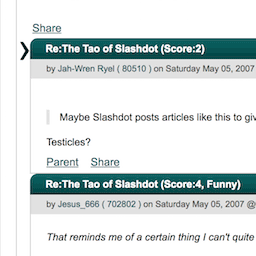 Share
Re:The Tao of Slashdot (Score:2)
by Jah-Wren Ryel ( 80510 ) on Saturday May 05, 2007
Maybe Slashdot posts articles like this to
Testicles?
Parent Share
Re:The Tao of Slashdot (Score:4, Funny)
by Jesus_666 ( 702802 ) on Saturday May 05, 2007 @
That reminds me of a certain thing I can't quite